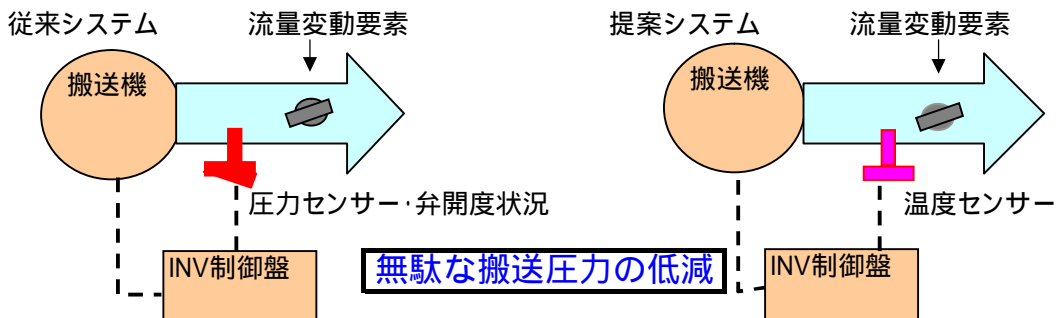 従来システム
流量変動要素
搬送機
圧力センサー・弁開度状況
INV制御盤
無駄な搬送圧力の低減
提案システム
流量変動要素
搬送機
温度センサー
INV制御盤